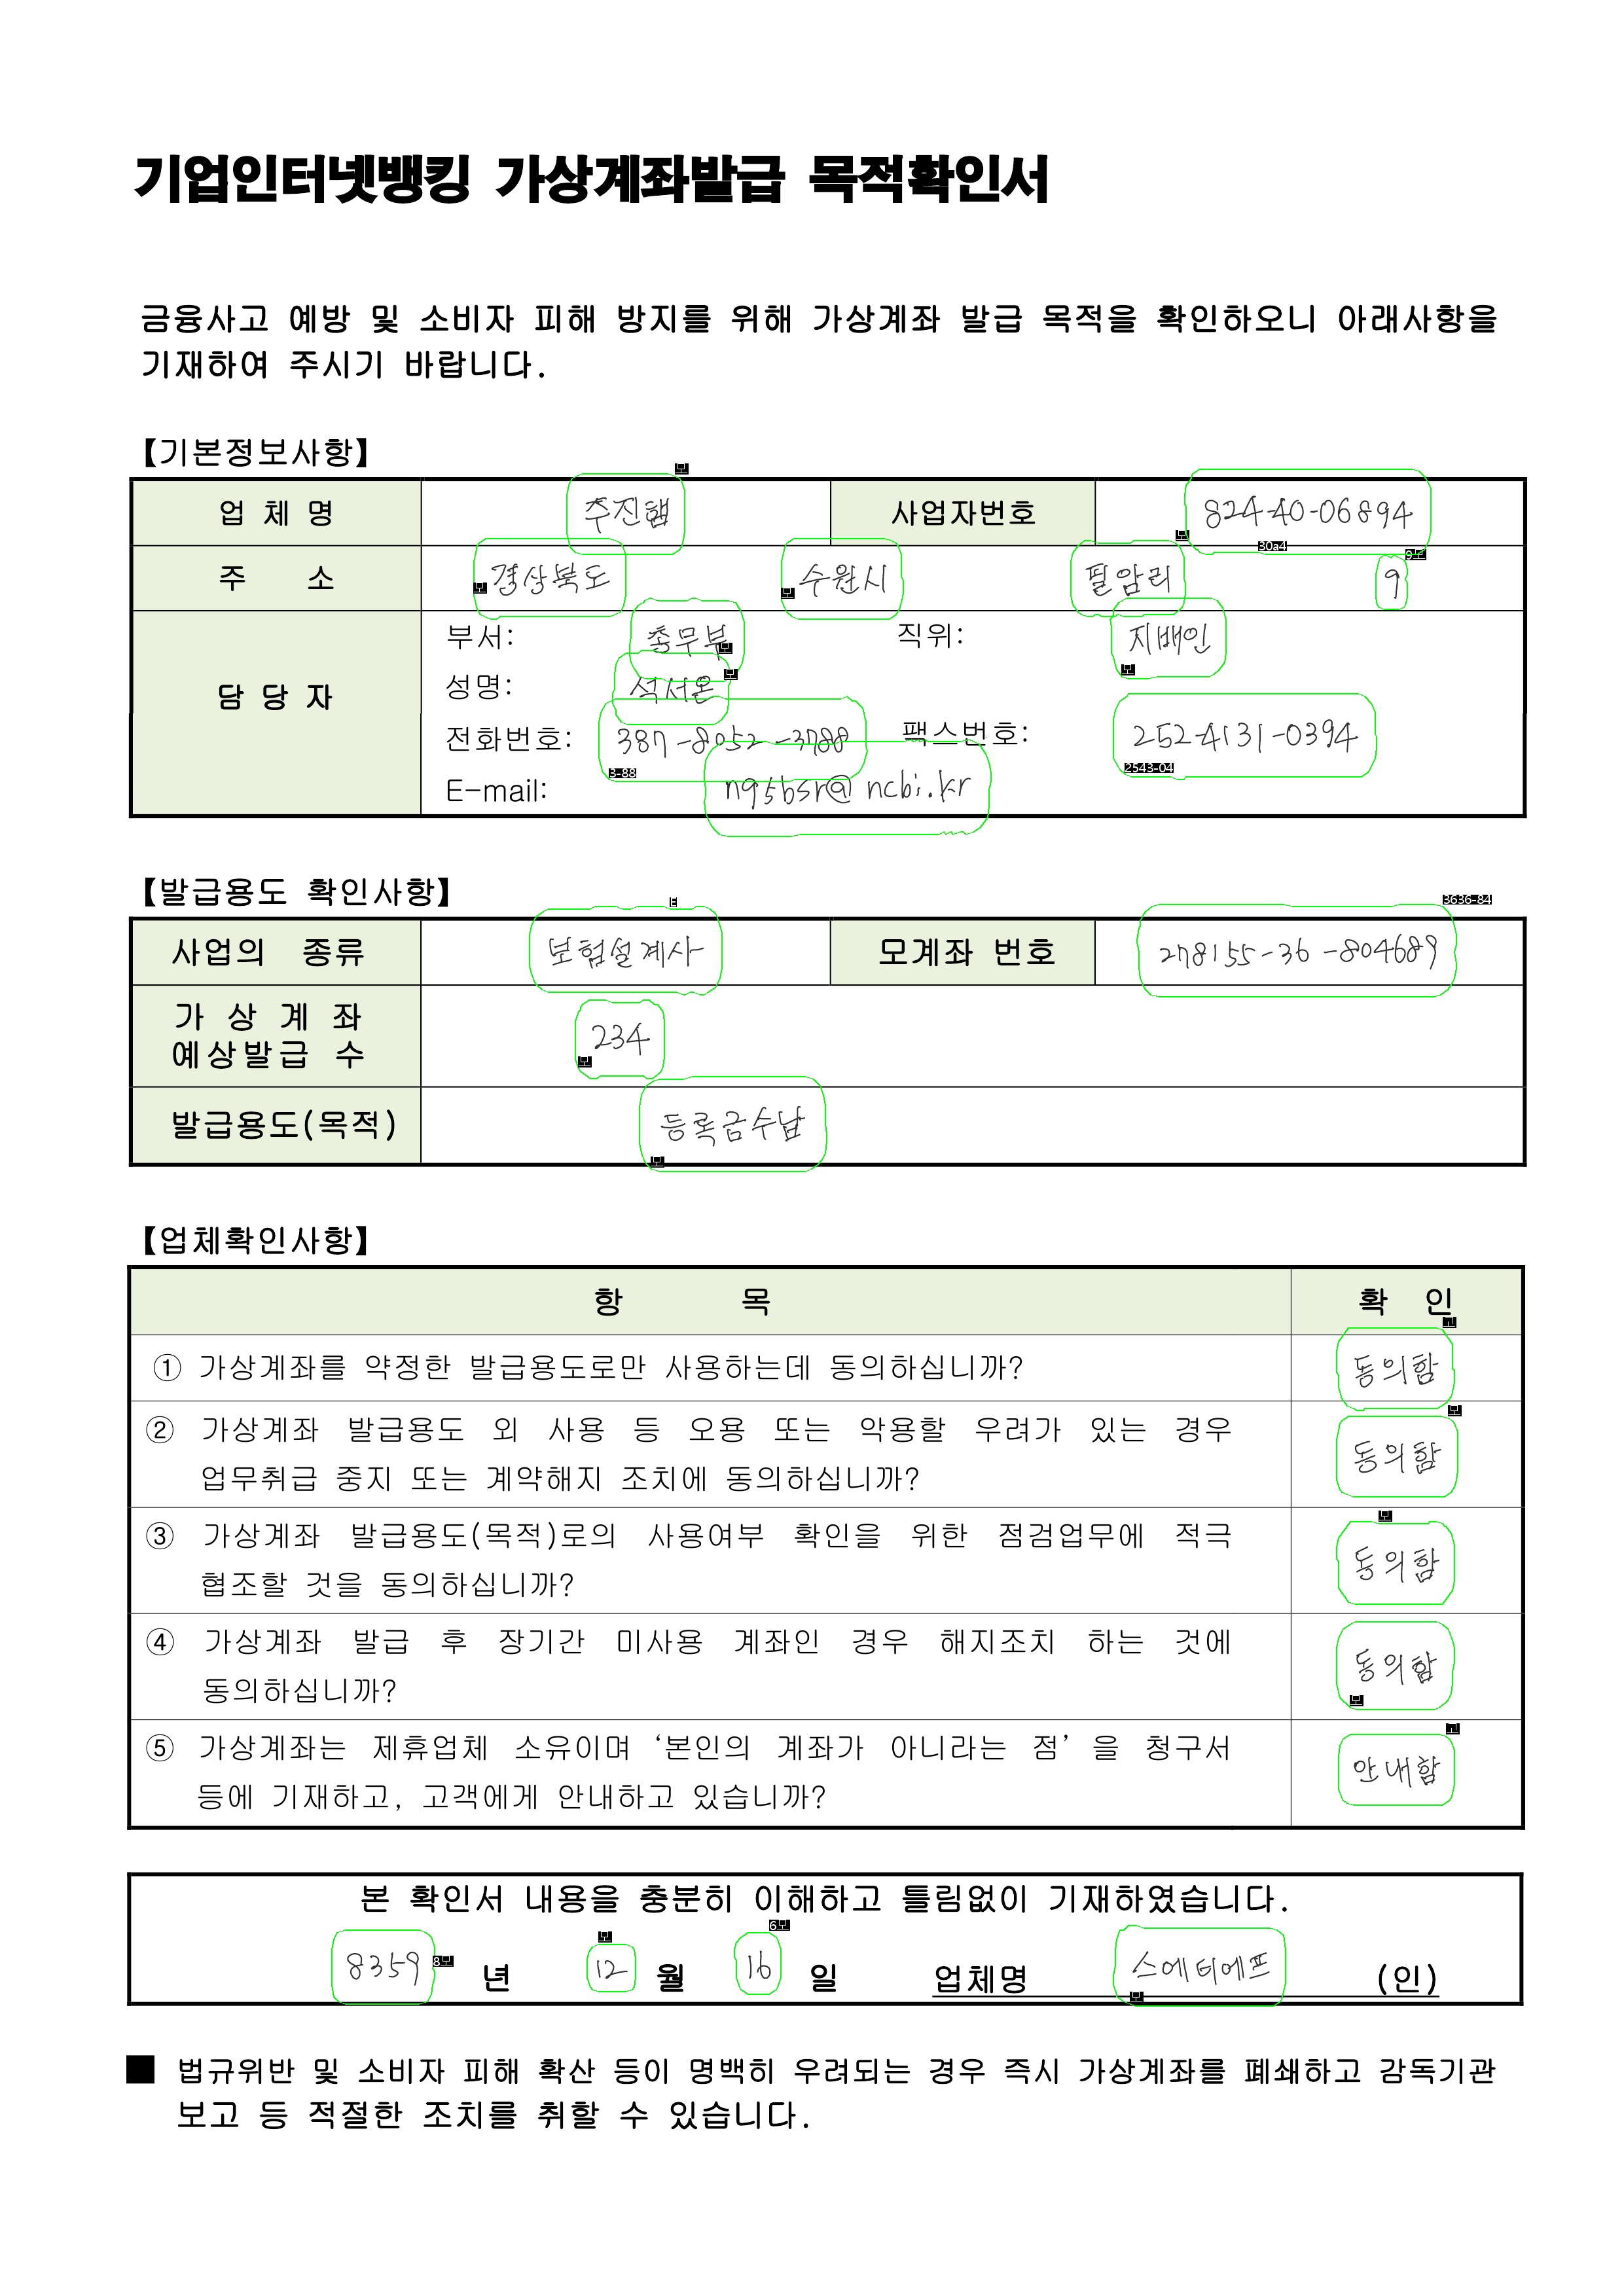 기업인터넷뱅킹 가상계좌발급 목적확인서
금융사고 예방 및 소비자 피해 방지를 위해 가상계좌 발급 목적을 확인하오니 아래사항을
기재하여 주시기 바랍니다.
【기본정보사항】
업 체 명 추진햄 사업자번호 824-40-06894
주 소 경상북도 수원시 필암리 9
담 당 자
부서: 총무부 직위: 지배인
성명: 석서온
전화번호: 387-8052-3788 팩스번호: 252-4131-0394
E-mail: n95bsr@ncbi.kr
【발급용도 확인사항】
사업의 종류 보험설계사 모계좌 번호 278155-36-804689
가 상 계 좌
예상발급 수 234
발급용도(목적) 등록금수납
【업체확인사항】
항 목 확 인
① 가상계좌를 약정한 발급용도로만 사용하는데 동의하십니까? 동의함
② 가상계좌 발급용도 외 사용 등 오용 또는 악용할 우려가 있는 경우
업무취급 중지 또는 계약해지 조치에 동의하십니까? 동의함
③ 가상계좌 발급용도(목적)로의 사용여부 확인을 위한 점검업무에 적극
협조할 것을 동의하십니까? 동의함
④ 가상계좌 발급 후 장기간 미사용 계좌인 경우 해지조치 하는 것에
동의하십니까? 동의함
⑤ 가상계좌는 제휴업체 소유이며 ‘본인의 계좌가 아니라는 점’을 청구서
등에 기재하고, 고객에게 안내하고 있습니까? 안내함
본 확인서 내용을 충분히 이해하고 틀림없이 기재하였습니다.
8359 년 12 월 16 일 업체명 스에티에프 (인)
■ 법규위반 및 소비자 피해 확산 등이 명백히 우려되는 경우 즉시 가상계좌를 폐쇄하고 감독기관
보고 등 적절한 조치를 취할 수 있습니다.